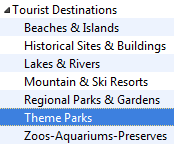 Tourist Destinations
Beaches & Islands
Historical Sites & Buildings
Lakes & Rivers
Mountain & Ski Resorts
Regional Parks & Gardens
Theme Parks
Zoos-Aquariums-Preserves